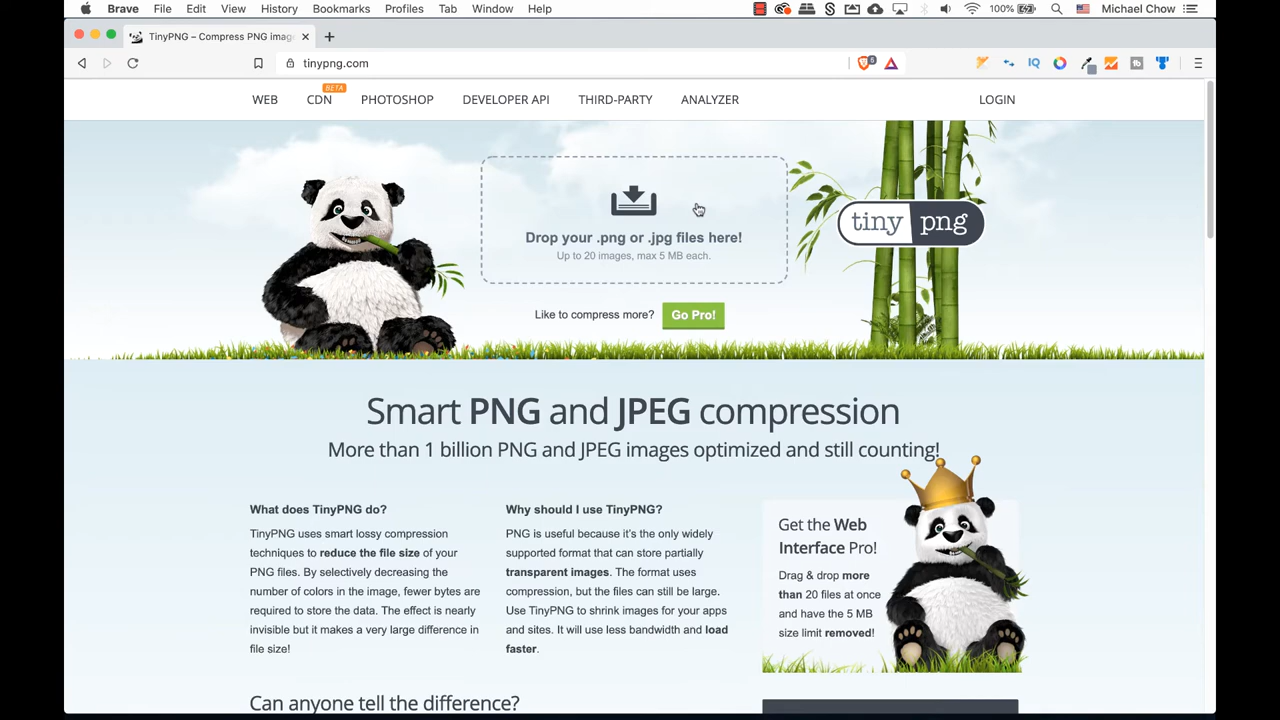 Brave File Edit View History Bookmarks Profiles Tab Window Help 100% Michael Chow
TinyPNG – Compress PNG imag
tinypng.com
6
IQ
BETA
WEB CDN PHOTOSHOP DEVELOPER API THIRD-PARTY ANALYZER LOGIN
Drop your .png or .jpg files here!
Up to 20 images, max 5 MB each.
tiny png
Like to compress more? Go Pro!
Smart PNG and JPEG compression
More than 1 billion PNG and JPEG images optimized and still counting!
What does TinyPNG do?
TinyPNG uses smart lossy compression
techniques to reduce the file size of your
PNG files. By selectively decreasing the
number of colors in the image, fewer bytes are
required to store the data. The effect is nearly
invisible but it makes a very large difference in
file size!
Why should I use TinyPNG?
PNG is useful because it's the only widely
supported format that can store partially
transparent images. The format uses
compression, but the files can still be large.
Use TinyPNG to shrink images for your apps
and sites. It will use less bandwidth and load
faster.
Get the Web
Interface Pro!
Drag & drop more
than 20 files at once
and have the 5 MB
size limit removed!
Can anyone tell the difference?